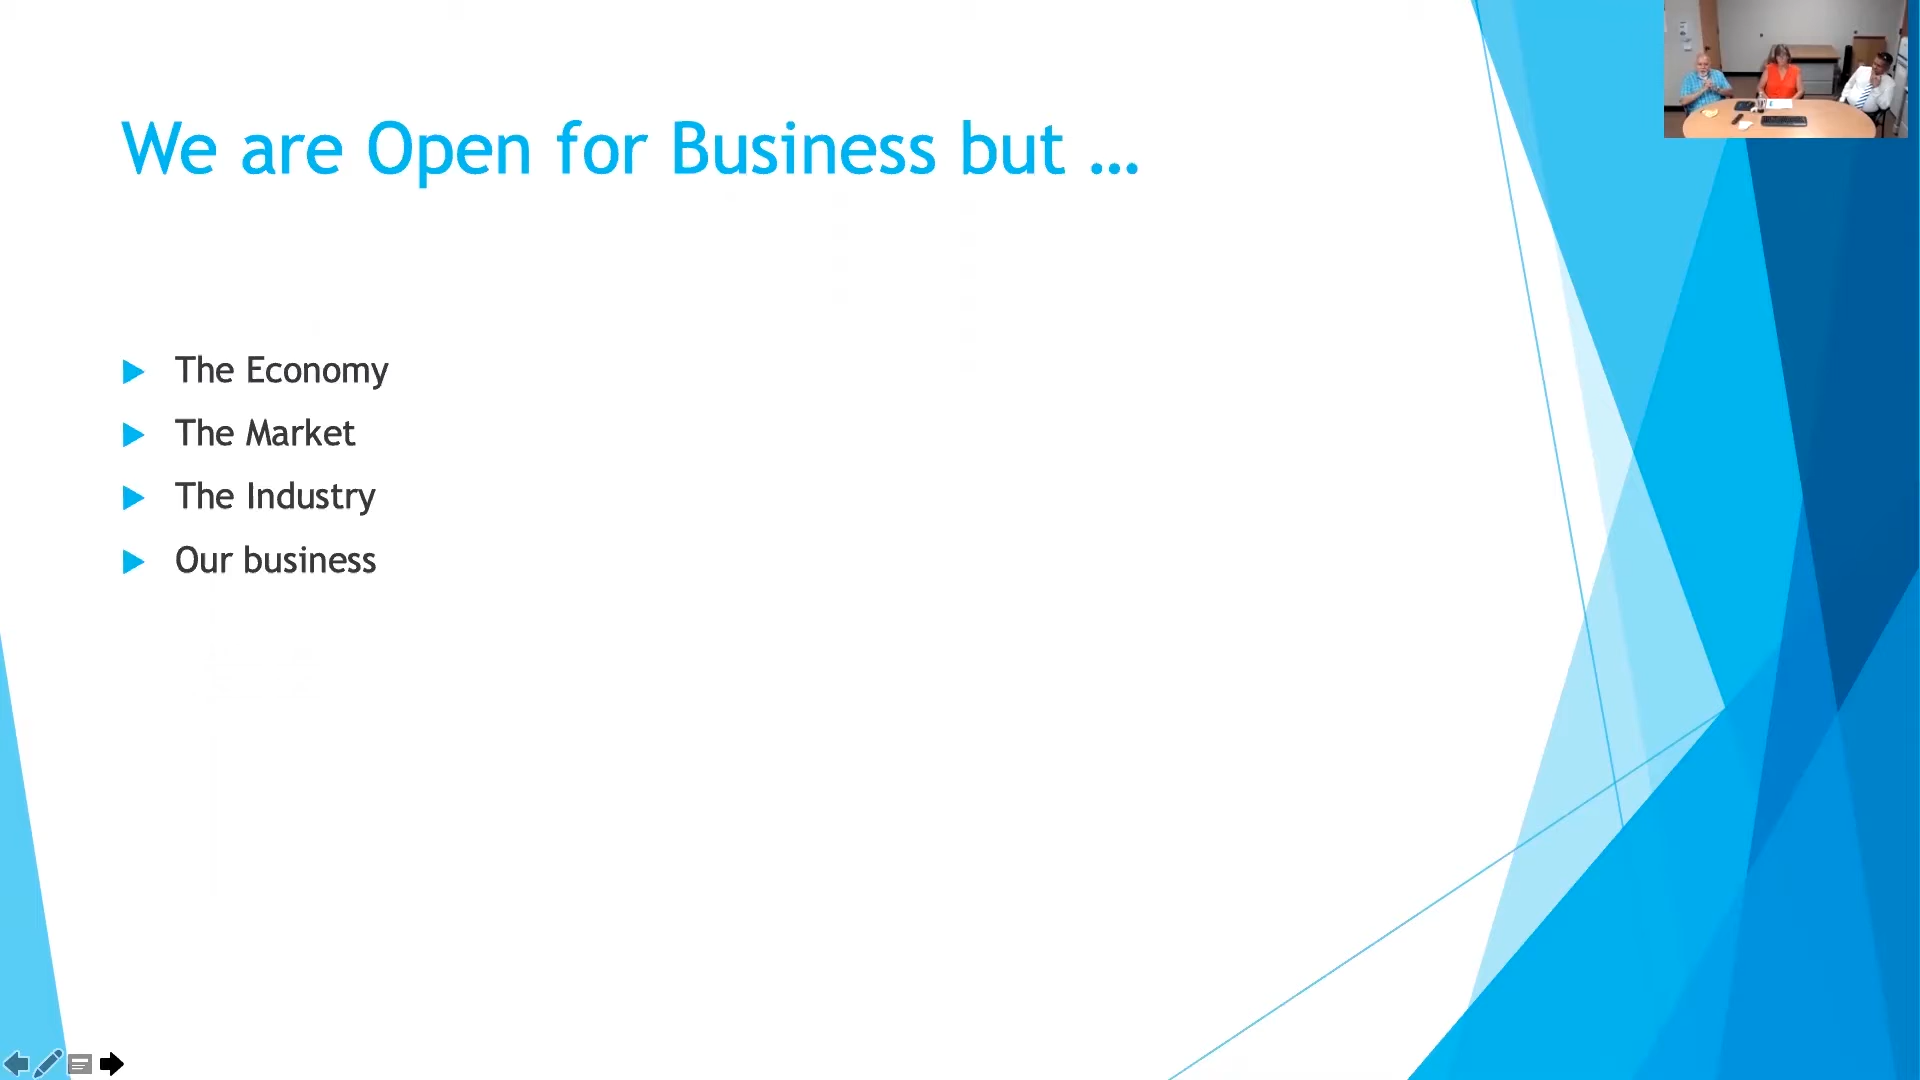 We are Open for Business but ...
The Economy
The Market
The Industry
Our business